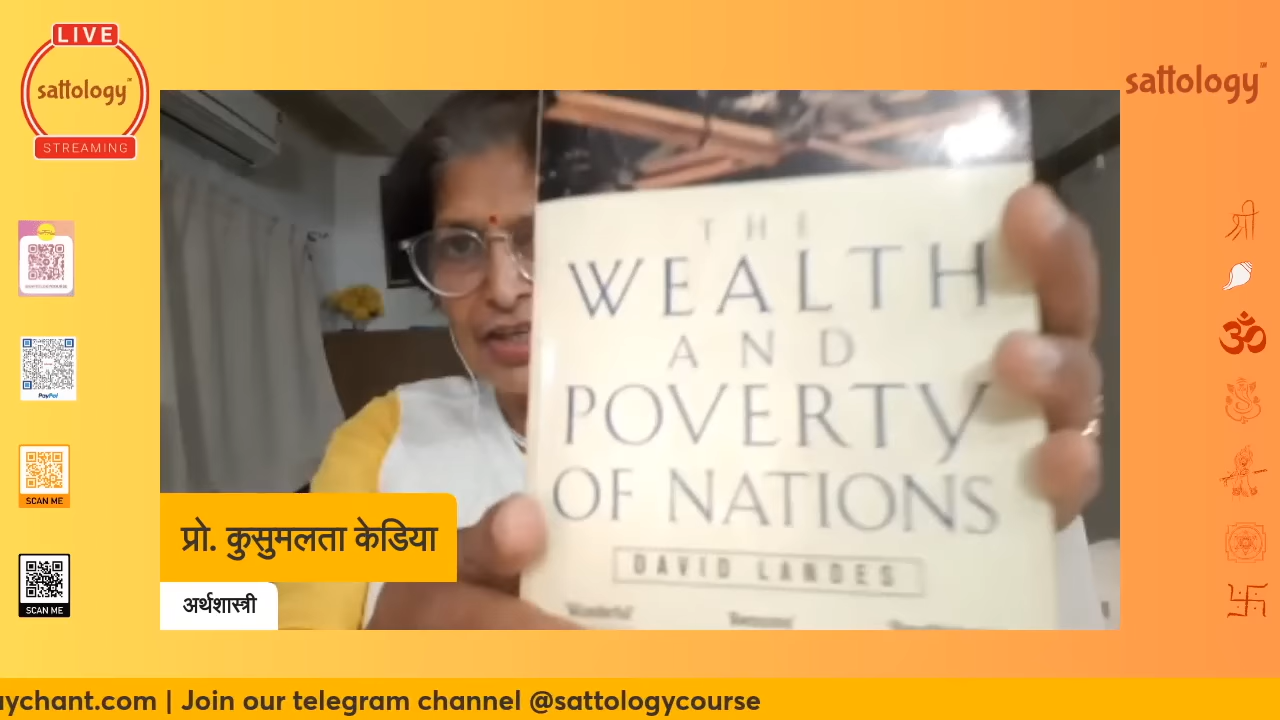 LIVE
sattology
STREAMING
sattology
श्री
ॐ
PayPal
SCAN ME
SCAN ME
THE
WEALTH
AND
POVERTY
OF NATIONS
DAVID LANDES
प्रो. कुसुमलता केडिया
अर्थशास्त्री
aychant.com | Join our telegram channel @sattologycourse